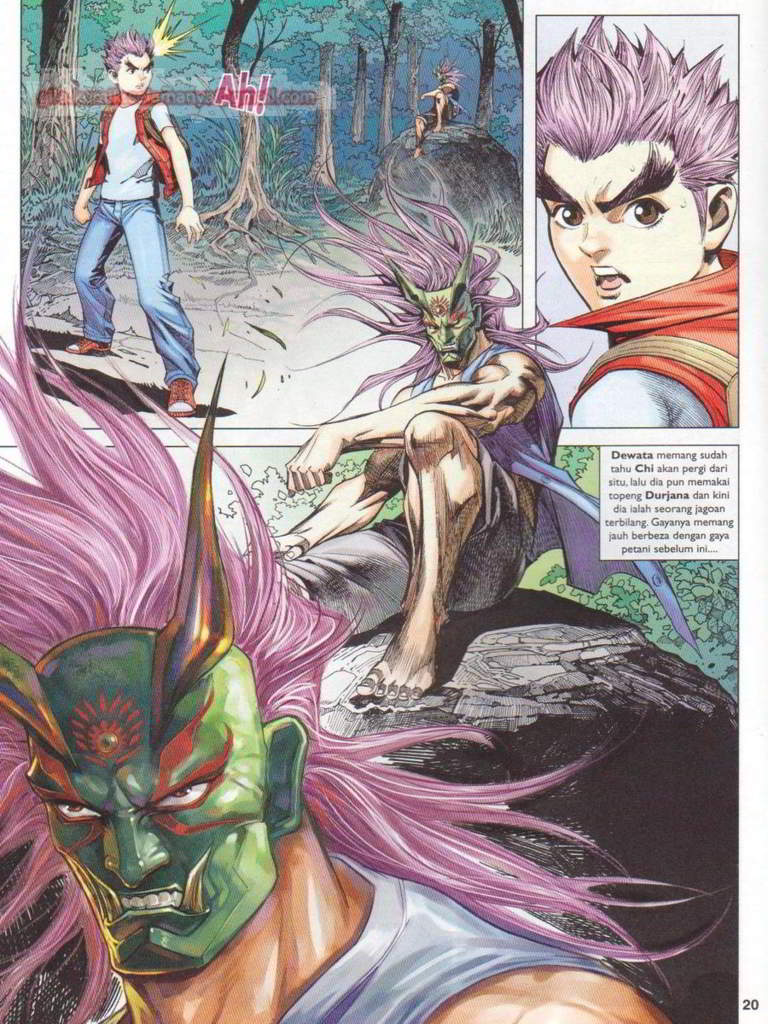 Ah!
Dewata memang sudah
tahu Chi akan pergi dari
situ, lalu dia pun memakai
topeng Durjana dan kini
dia ialah seorang jagoan
terbilang. Gayanya memang
jauh berbeza dengan gaya
petani sebelum ini....
20